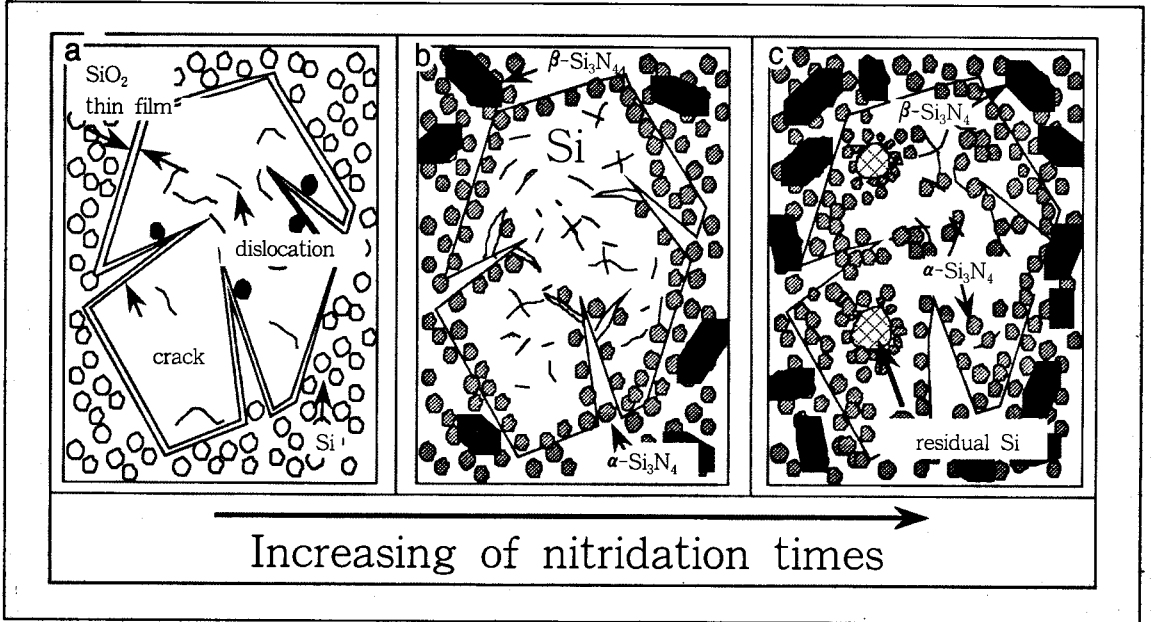 a
SiO2
thin film
dislocation
crack
Si
b
β-Si3N4
Si
α-Si3N4
c
β-Si3N4
α-Si3N4
residual Si
Increasing of nitridation times